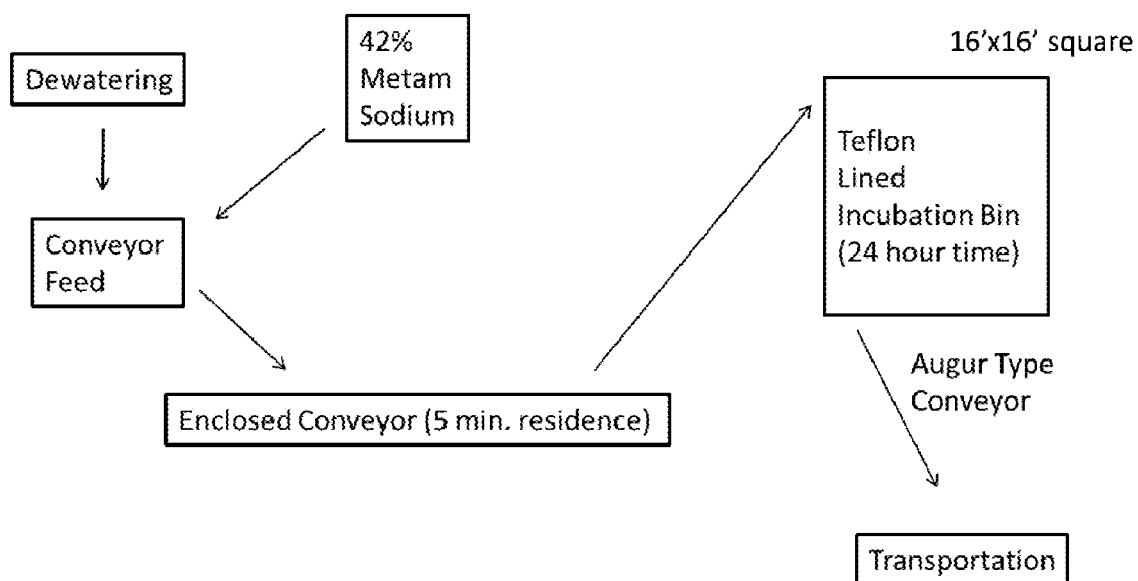 Dewatering
42%
Metam
Sodium
16'x16' square
Conveyor
Feed
Teflon
Lined
Incubation Bin
(24 hour time)
Enclosed Conveyor (5 min. residence)
Augur Type
Conveyor
Transportation